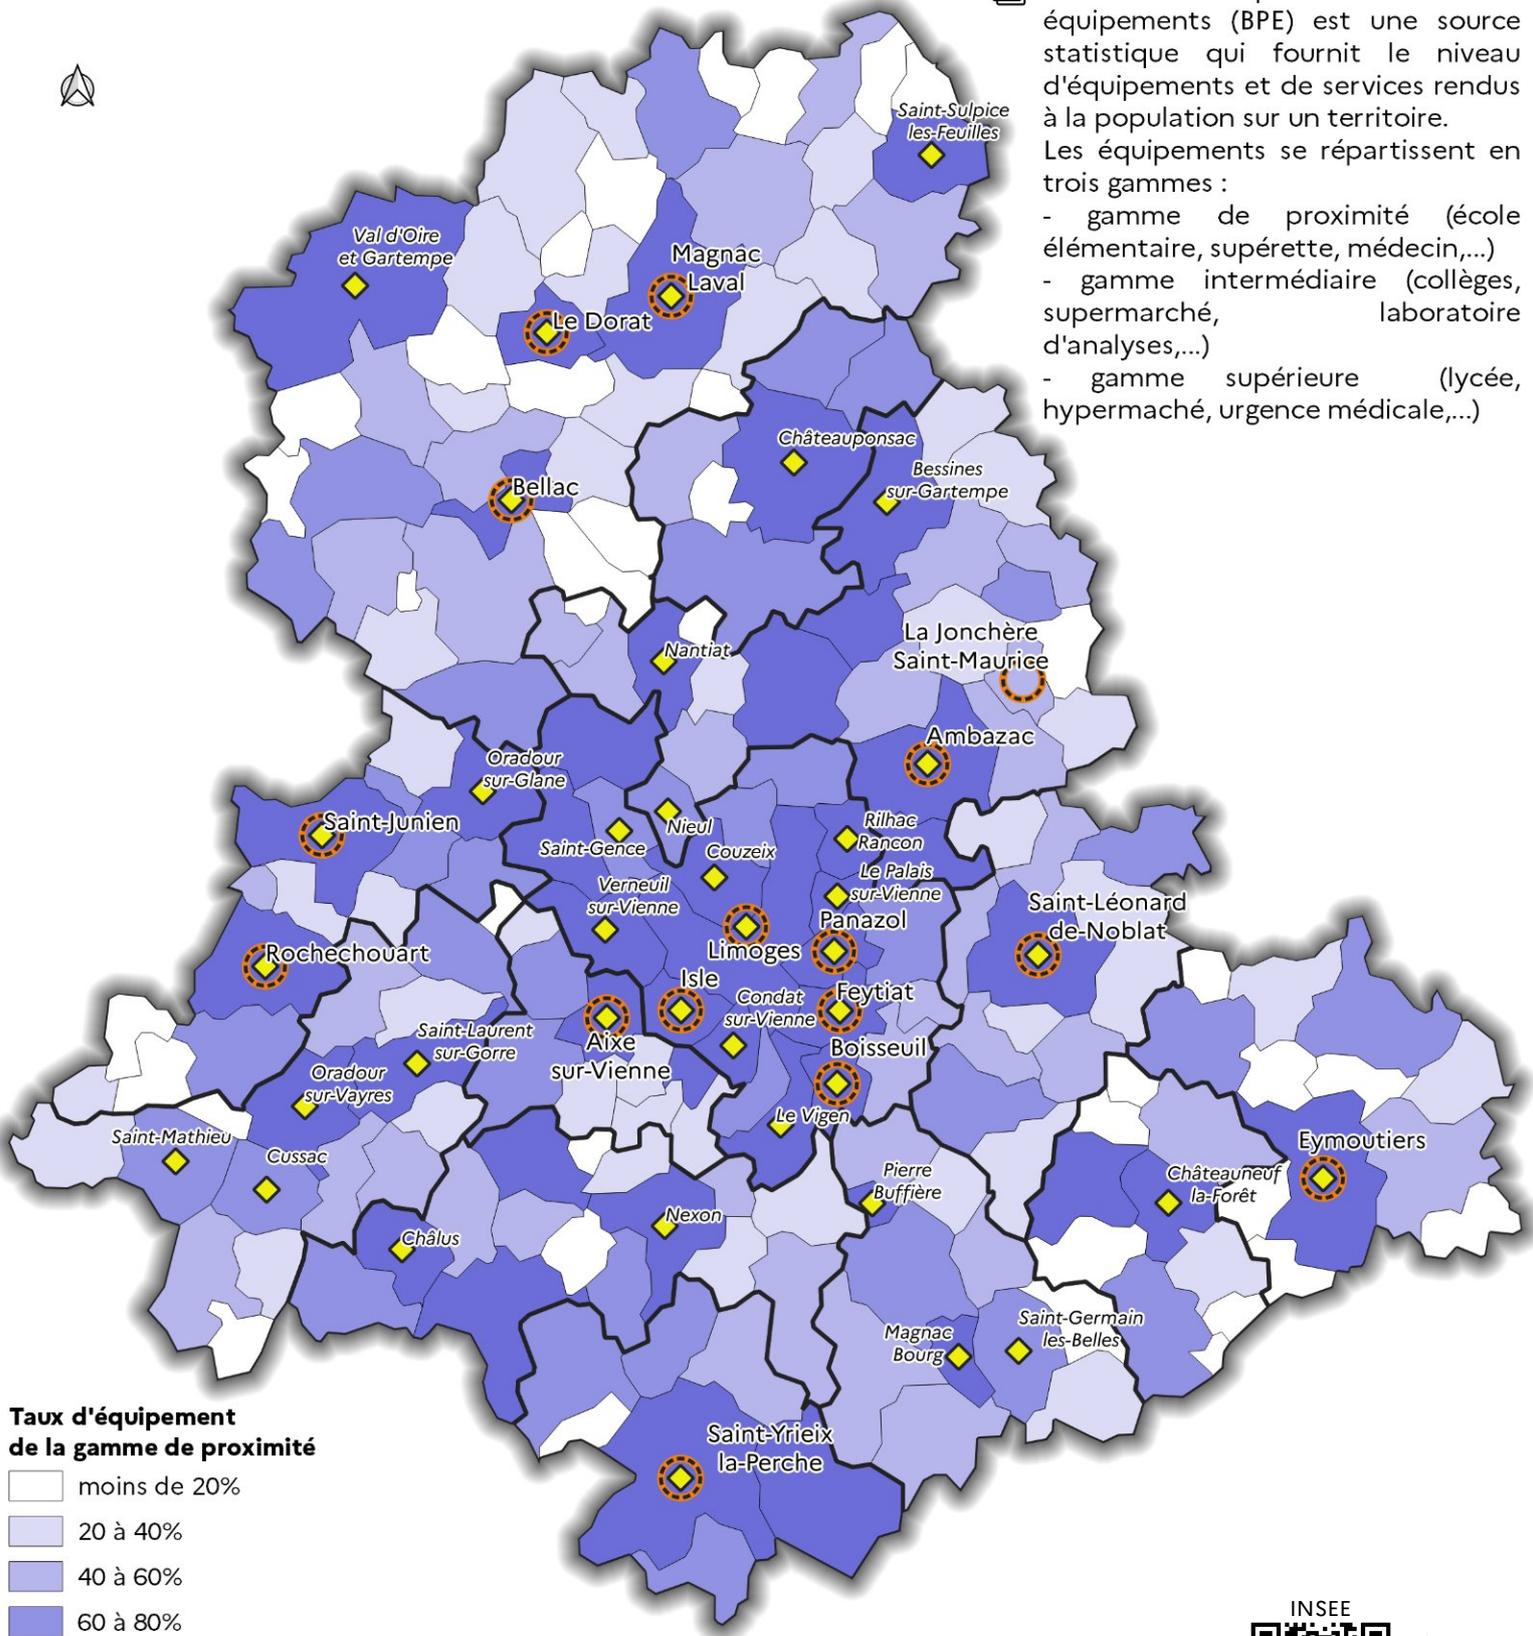 équipements (BPE) est une source
statistique qui fournit le niveau
d'équipements et de services rendus
à la population sur un territoire.
Les équipements se répartissent en
trois gammes :
- gamme de proximité (école
élémentaire, supérette, médecin,...)
- gamme intermédiaire (collèges,
supermarché, laboratoire
d'analyses,...)
- gamme supérieure (lycée,
hypermaché, urgence médicale,...)
Saint-Sulpice
les-Feuilles
Val d'Oire
et Gartempe
Magnac
Laval
Le Dorat
Châteauponsac
Bessines
sur-Gartempe
Bellac
La Jonchère
Saint-Maurice
Nantiat
Ambazac
Oradour
sur-Glane
Saint-Junien
Nieul
Saint-Gence
Rilhac
Rancon
Couzeix
Le Palais
sur-Vienne
Verneuil
sur-Vienne
Panazol
Saint-Léonard
de-Noblat
Limoges
Rochechouart
Isle
Feytiat
Condat
sur-Vienne
Saint-Laurent
sur-Gorre
Aixe
sur-Vienne
Boisseuil
Oradour
sur-Vayres
Le Vigen
Saint-Mathieu
Cussac
Eymoutiers
Pierre
Buffière
Châteauneuf
la-Forêt
Nexon
Châlus
Magnac
Bourg
Saint-Germain
les-Belles
Saint-Yrieix
la-Perche
Taux d'équipement
de la gamme de proximité
moins de 20%
20 à 40%
40 à 60%
60 à 80%
INSEE